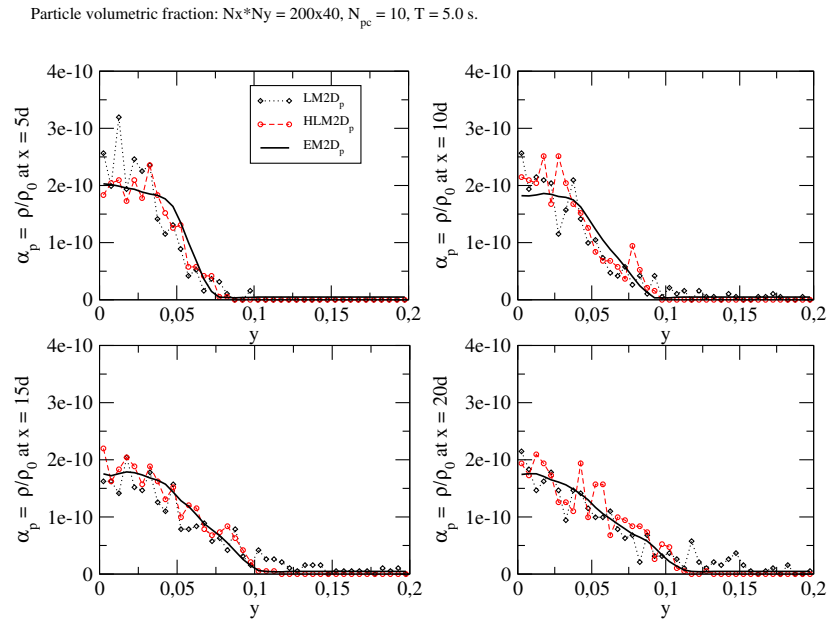 Particle volumetric fraction: Nx*Ny = 200x40, N_pc = 10, T = 5.0 s.
α_p = ρ/ρ_0 at x = 5d
4e-10
3e-10
2e-10
1e-10
0
0
0,05
0,1
0,15
0,2
y
LM2D_p
HLM2D_p
EM2D_p
α_p = ρ/ρ_0 at x = 10d
4e-10
3e-10
2e-10
1e-10
0
0
0,05
0,1
0,15
0,2
y
α_p = ρ/ρ_0 at x = 15d
4e-10
3e-10
2e-10
1e-10
0
0
0,05
0,1
0,15
0,2
y
α_p = ρ/ρ_0 at x = 20d
4e-10
3e-10
2e-10
1e-10
0
0
0,05
0,1
0,15
0,2
y